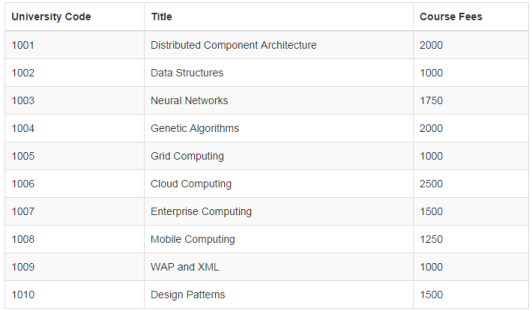 University Code Title Course Fees
1001 Distributed Component Architecture 2000
1002 Data Structures 1000
1003 Neural Networks 1750
1004 Genetic Algorithms 2000
1005 Grid Computing 1000
1006 Cloud Computing 2500
1007 Enterprise Computing 1500
1008 Mobile Computing 1250
1009 WAP and XML 1000
1010 Design Patterns 1500